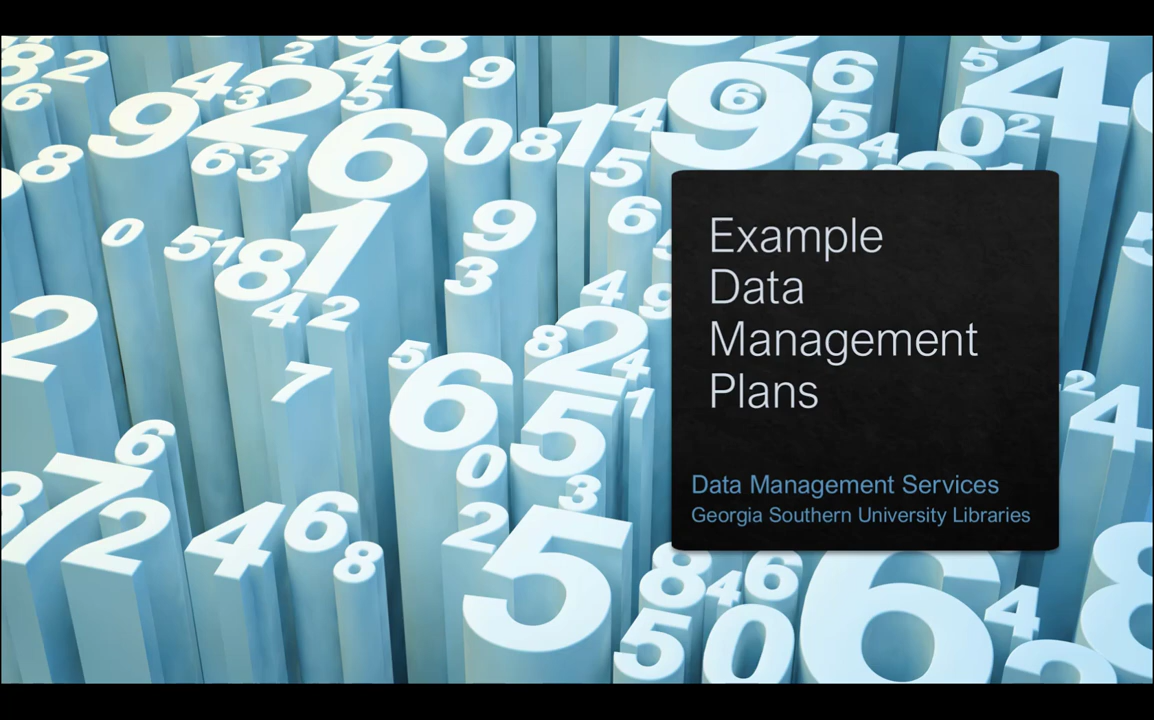 Example
Data
Management
Plans
Data Management Services
Georgia Southern University Libraries